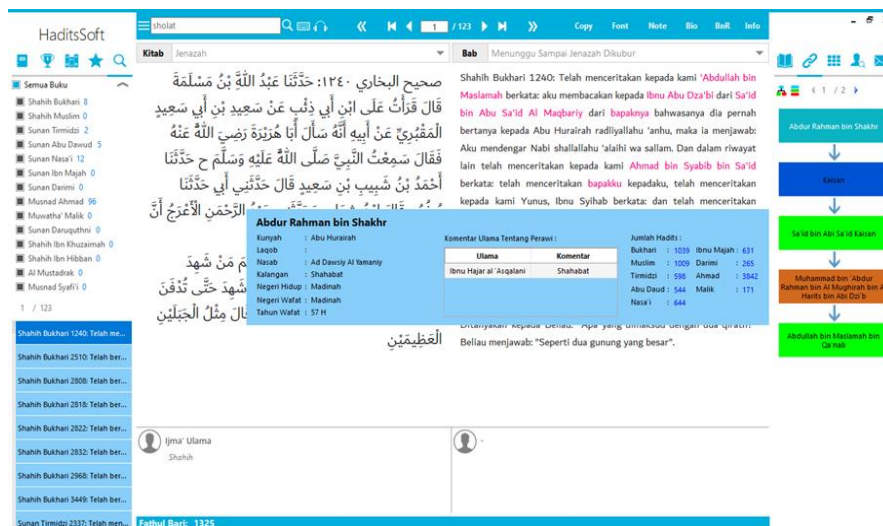 HaditsSoft
sholat
1 / 123
Copy Font Note Bio BnR Info
Kitab Jenazah
Bab Menunggu Sampai Jenazah Dikubur
Semua Buku
Shahih Bukhari 8
Shahih Muslim 0
Sunan Tirmidzi 2
Sunan Abu Dawud 5
Sunan Nasa'i 12
Sunan Ibn Majah 0
Sunan Darimi 0
Musnad Ahmad 96
Muwatha' Malik 0
Sunan Daruquthni 0
Shahih Ibn Khuzaimah 0
Shahih Ibn Hibban 0
Al Mustadrak 0
Musnad Syafi'i 0
1 / 123
Shahih Bukhari 1240: Telah me...
Shahih Bukhari 2510: Telah ber...
Shahih Bukhari 2808: Telah ber...
Shahih Bukhari 2818: Telah ber...
Shahih Bukhari 2822: Telah ber...
Shahih Bukhari 2832: Telah ber...
Shahih Bukhari 2968: Telah ber...
Shahih Bukhari 3449: Telah ber...
Sunan Tirmidzi 2337: Telah men...
صحيح البخاري ١٢٤٠: حَدَّثَنَا عَبْدُ اللَّهِ بْنُ مَسْلَمَةَ
قَالَ قَرَأْتُ عَلَى ابْنِ أَبِي ذِئْبٍ عَنْ سَعِيدِ بْنِ أَبِي سَعِيدٍ
الْمَقْبُرِيِّ عَنْ أَبِيهِ أَنَّهُ سَأَلَ أَبَا هُرَيْرَةَ رَضِيَ اللَّهُ عَنْهُ
فَقَالَ سَمِعْتُ النَّبِيَّ صَلَّى اللَّهُ عَلَيْهِ وَسَلَّمَ ح حَدَّثَنَا
أَحْمَدُ بْنُ شَبِيبِ بْنِ سَعِيدٍ قَالَ حَدَّثَنِي أَبِي حَدَّثَنَا
الرَّحْمَنِ الْأَعْرَجُ أَنَّ
مَنْ شَهِدَ
شَهِدَ حَتَّى تُدْفَنَ
قَالَ مِثْلُ الْجَبَلَيْنِ
الْعَظِيمَيْنِ
Shahih Bukhari 1240: Telah menceritakan kepada kami 'Abdullah bin
Maslamah berkata: aku membacakan kepada Ibnu Abu Dza'bi dari Sa'id
bin Abu Sa'id Al Maqbariy dari bapaknya bahwasanya dia pernah
bertanya kepada Abu Hurairah radliyallahu 'anhu, maka ia menjawab:
Aku mendengar Nabi shallallahu 'alaihi wa sallam. Dan dalam riwayat
lain telah menceritakan kepada kami Ahmad bin Syabib bin Sa'id
berkata: telah menceritakan bapakku kepadaku, telah menceritakan
kepada kami Yunus, Ibnu Syihab berkata: dan telah menceritakan
Beliau menjawab: "Seperti dua gunung yang besar".
Abdur Rahman bin Shakhr
Kunyah : Abu Hurairah
Laqob :
Nasab : Ad Dawsiy Al Yamaniy
Kalangan : Shahabat
Negeri Hidup : Madinah
Negeri Wafat : Madinah
Tahun Wafat : 57 H
Komentar Ulama Tentang Perawi :
Ulama Komentar
Ibnu Hajar al 'Asqalani Shahabat
Jumlah Hadits :
Bukhari : 1039 Ibnu Majah : 631
Muslim : 1009 Darimi : 265
Tirmidzi : 598 Ahmad : 3842
Abu Daud : 544 Malik : 171
Nasa'i : 644
Ijma' Ulama
Shahih
-
Fathul Bari: 1325
1 / 2
Abdur Rahman bin Shakhr
Kaisan
Sa'id bin Abi Sa'id Kaisan
Muhammad bin 'Abdur
Rahman bin Al Mughirah bin Al
Harits bin Abi Dzi'b
Abdullah bin Maslamah bin
Qa'nab